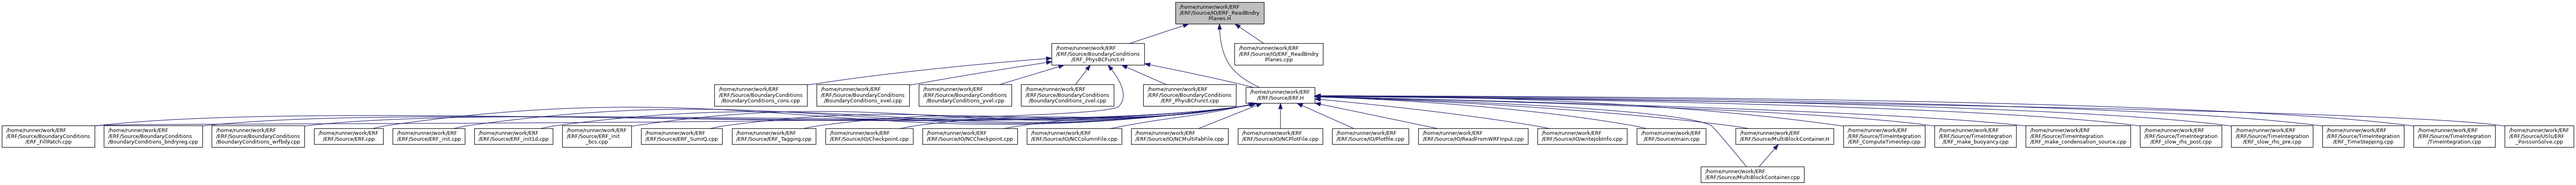 /home/runner/work/ERF
/ERF/Source/IO/ERF_ReadBndry
Planes.H
/home/runner/work/ERF
/ERF/Source/BoundaryConditions
/ERF_PhysBCFunct.H
/home/runner/work/ERF
/ERF/Source/IO/ERF_ReadBndry
Planes.cpp
/home/runner/work/ERF
/ERF/Source/BoundaryConditions
/BoundaryConditions_cons.cpp
/home/runner/work/ERF
/ERF/Source/BoundaryConditions
/BoundaryConditions_xvel.cpp
/home/runner/work/ERF
/ERF/Source/BoundaryConditions
/BoundaryConditions_yvel.cpp
/home/runner/work/ERF
/ERF/Source/BoundaryConditions
/BoundaryConditions_zvel.cpp
/home/runner/work/ERF
/ERF/Source/BoundaryConditions
/ERF_PhysBCFunct.cpp
/home/runner/work/ERF
/ERF/Source/ERF.H
/home/runner/work/ERF
/ERF/Source/BoundaryConditions
/ERF_FillPatch.cpp
/home/runner/work/ERF
/ERF/Source/BoundaryConditions
/BoundaryConditions_bndryreg.cpp
/home/runner/work/ERF
/ERF/Source/BoundaryConditions
/BoundaryConditions_wrfbdy.cpp
/home/runner/work/ERF
/ERF/Source/ERF.cpp
/home/runner/work/ERF
/ERF/Source/ERF_init.cpp
/home/runner/work/ERF
/ERF/Source/ERF_init1d.cpp
/home/runner/work/ERF
/ERF/Source/ERF_init
_bcs.cpp
/home/runner/work/ERF
/ERF/Source/ERF_SumIQ.cpp
/home/runner/work/ERF
/ERF/Source/ERF_Tagging.cpp
/home/runner/work/ERF
/ERF/Source/IO/Checkpoint.cpp
/home/runner/work/ERF
/ERF/Source/IO/NCCheckpoint.cpp
/home/runner/work/ERF
/ERF/Source/IO/NCColumnFile.cpp
/home/runner/work/ERF
/ERF/Source/IO/NCMultiFabFile.cpp
/home/runner/work/ERF
/ERF/Source/IO/NCPlotFile.cpp
/home/runner/work/ERF
/ERF/Source/IO/Plotfile.cpp
/home/runner/work/ERF
/ERF/Source/IO/ReadFromWRFInput.cpp
/home/runner/work/ERF
/ERF/Source/IO/writeJobInfo.cpp
/home/runner/work/ERF
/ERF/Source/main.cpp
/home/runner/work/ERF
/ERF/Source/MultiBlockContainer.H
/home/runner/work/ERF
/ERF/Source/TimeIntegration
/ERF_ComputeTimestep.cpp
/home/runner/work/ERF
/ERF/Source/TimeIntegration
/ERF_make_buoyancy.cpp
/home/runner/work/ERF
/ERF/Source/TimeIntegration
/ERF_make_condensation_source.cpp
/home/runner/work/ERF
/ERF/Source/TimeIntegration
/ERF_slow_rhs_post.cpp
/home/runner/work/ERF
/ERF/Source/TimeIntegration
/ERF_slow_rhs_pre.cpp
/home/runner/work/ERF
/ERF/Source/TimeIntegration
/ERF_TimeStepping.cpp
/home/runner/work/ERF
/ERF/Source/TimeIntegration
/TimeIntegration.cpp
/home/runner/work/ERF
/ERF/Source/Utils/ERF
_PoissonSolve.cpp
/home/runner/work/ERF
/ERF/Source/MultiBlockContainer.cpp